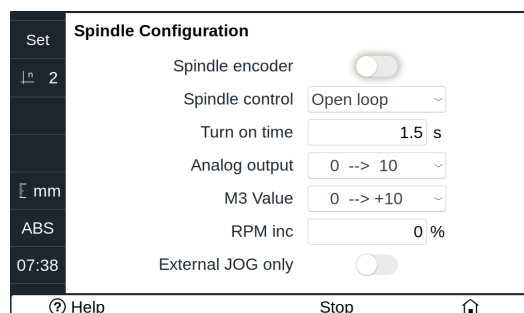 Set
Spindle Configuration
n 2
Spindle encoder
Spindle control Open loop
Turn on time 1.5 s
Analog output 0 --> 10
M3 Value 0 --> +10
mm
ABS
RPM inc 0 %
07:38
External JOG only
? Help Stop